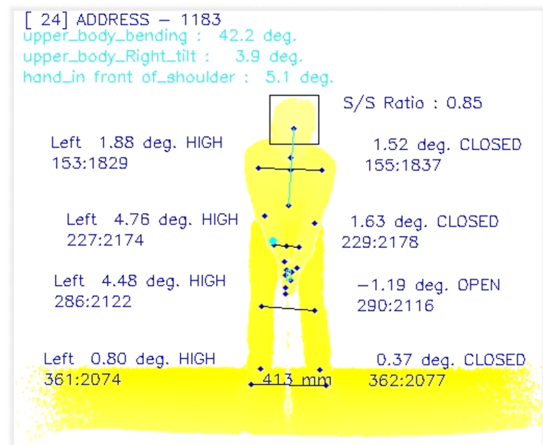 [ 24] ADDRESS - 1183
upper_body_bending : 42.2 deg.
upper_body_Right_tilt : 3.9 deg.
hand_in front of_shoulder : 5.1 deg.
S/S Ratio : 0.85
Left 1.88 deg. HIGH
153:1829
1.52 deg. CLOSED
155:1837
Left 4.76 deg. HIGH
227:2174
1.63 deg. CLOSED
229:2178
Left 4.48 deg. HIGH
286:2122
-1.19 deg. OPEN
290:2116
Left 0.80 deg. HIGH
361:2074
413 mm
0.37 deg. CLOSED
362:2077